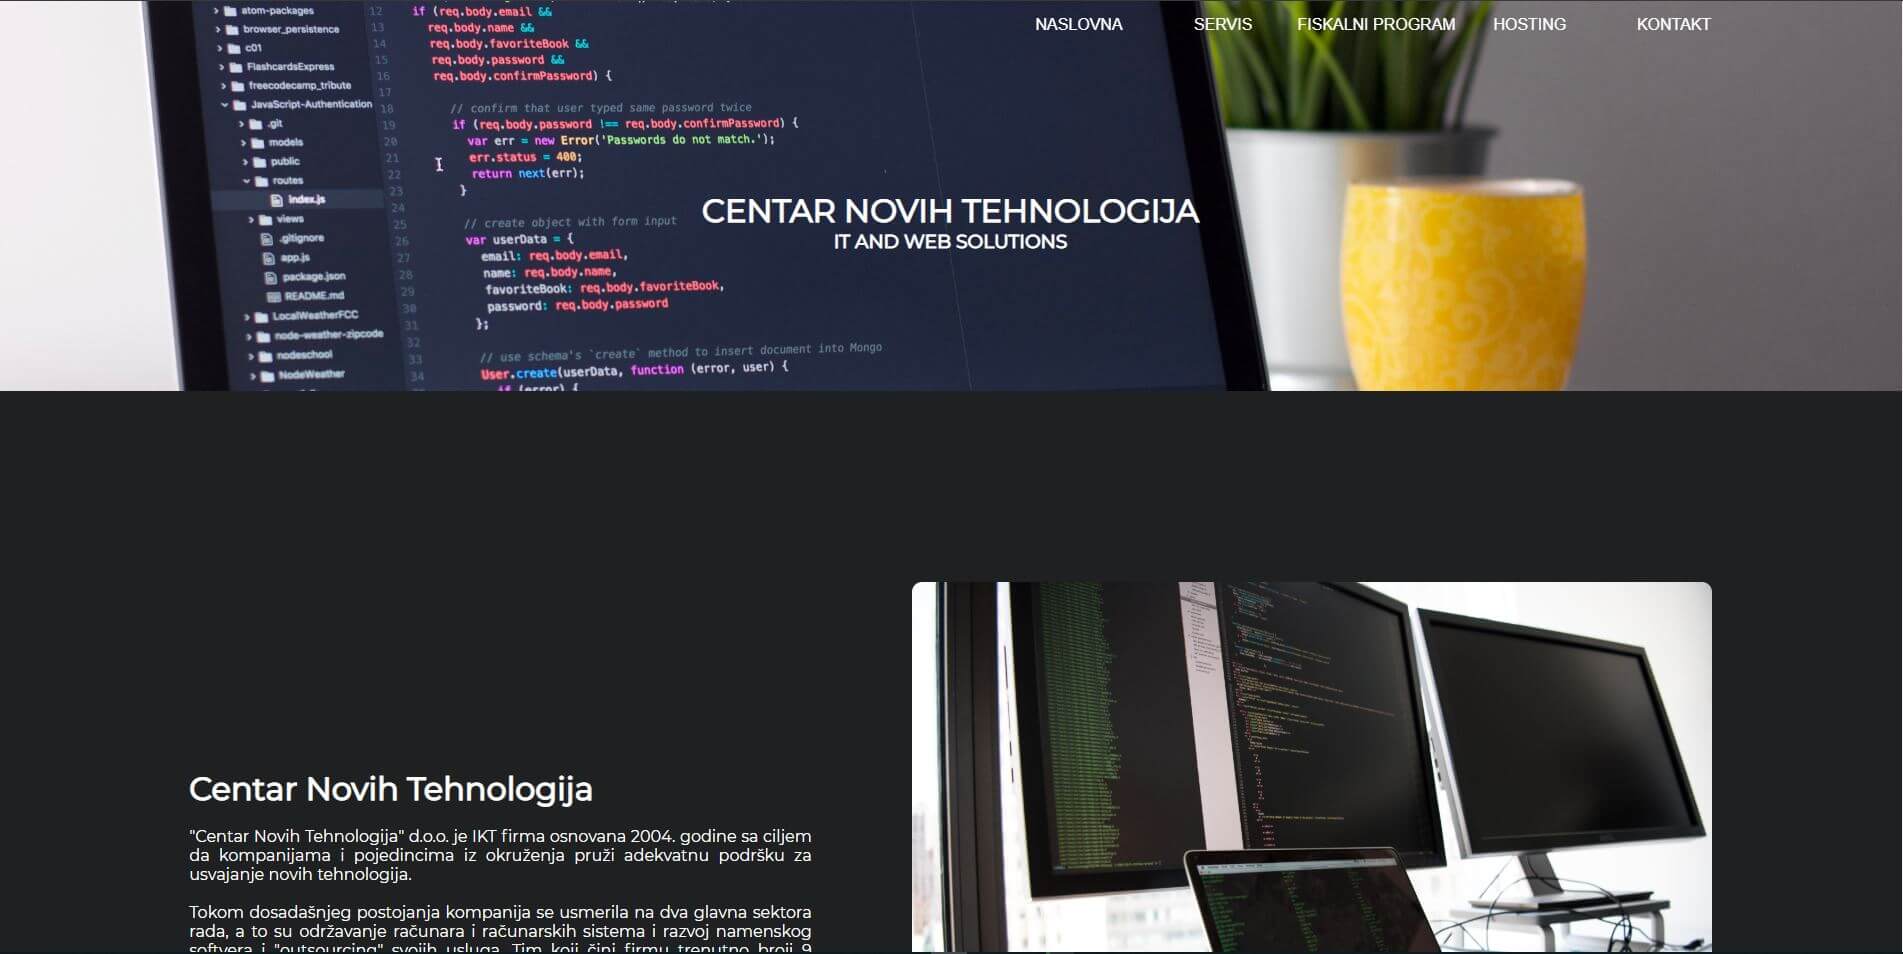 NASLOVNA SERVIS FISKALNI PROGRAM HOSTING KONTAKT
atom-packages
browser_persistence
c01
FlashcardsExpress
freecodecamp_tribute
JavaScript-Authentication
.git
models
public
routes
index.js
views
.gitignore
app.js
package.json
README.md
LocalWeatherFCC
node-weather-zipcode
nodeschool
NodeWeather
12 if (req.body.email &&
13 req.body.name &&
14 req.body.favoriteBook &&
15 req.body.password &&
16 req.body.confirmPassword) {
17
18 // confirm that user typed same password twice
19 if (req.body.password !== req.body.confirmPassword) {
20 var err = new Error('Passwords do not match.');
21 err.status = 400;
22 return next(err);
23 }
24
25 // create object with form input
26 var userData = {
27 email: req.body.email,
28 name: req.body.name,
29 favoriteBook: req.body.favoriteBook,
30 password: req.body.password
31 };
32
33 // use schema's `create` method to insert document into Mongo
34 User.create(userData, function (error, user) {
if (error) {
CENTAR NOVIH TEHNOLOGIJA
IT AND WEB SOLUTIONS
Centar Novih Tehnologija
"Centar Novih Tehnologija" d.o.o. je IKT firma osnovana 2004. godine sa ciljem
da kompanijama i pojedincima iz okruženja pruži adekvatnu podršku za
usvajanje novih tehnologija.
Tokom dosadašnjeg postojanja kompanija se usmerila na dva glavna sektora
rada, a to su održavanje računara i računarskih sistema i razvoj namenskog
softvera i "outsourcing" svojih usluga. Tim koji čini firmu trenutno broji 9